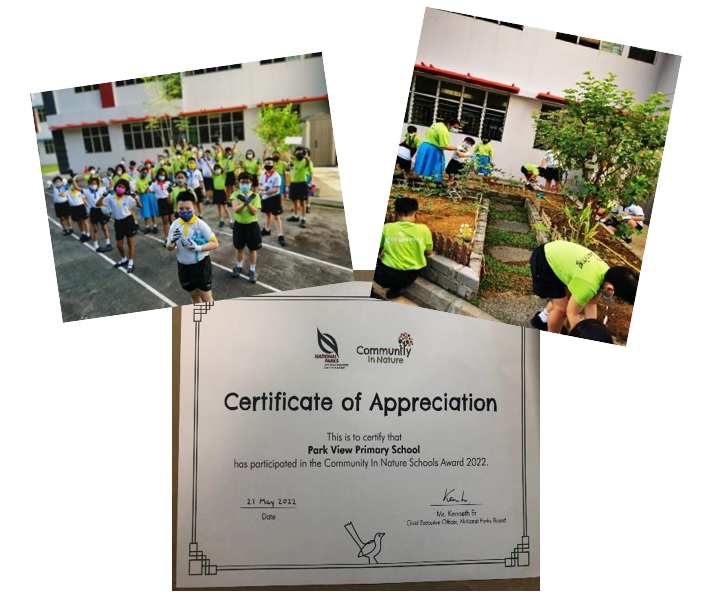 NATIONAL
PARKS
Community
in Nature
Certificate of Appreciation
This is to certify that
Park View Primary School
has participated in the Community In Nature Schools Award 2022.
21 May 2022
Date
Mr. Kenneth Er
Chief Executive Officer, National Parks Board